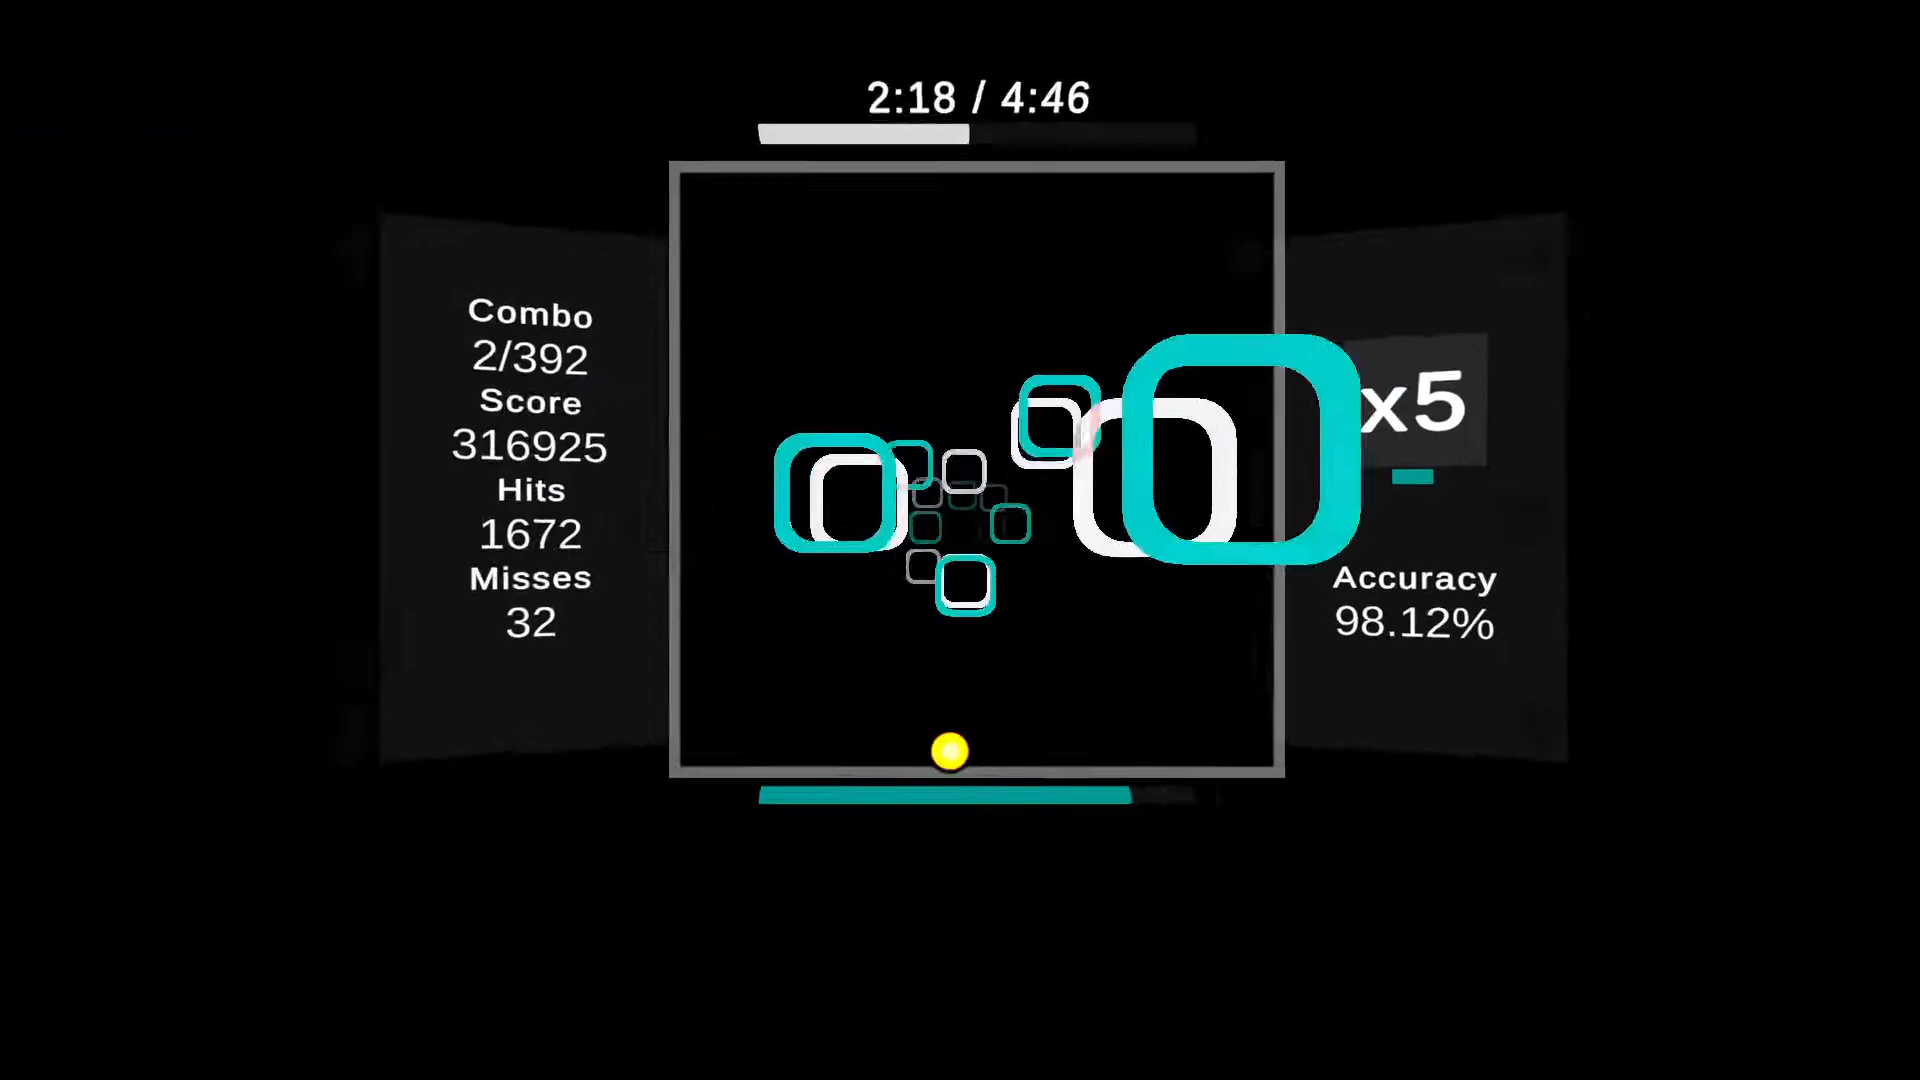 2:18 / 4:46
Combo
2/392
Score
316925
Hits
1672
Misses
32
x5
Accuracy
98.12%